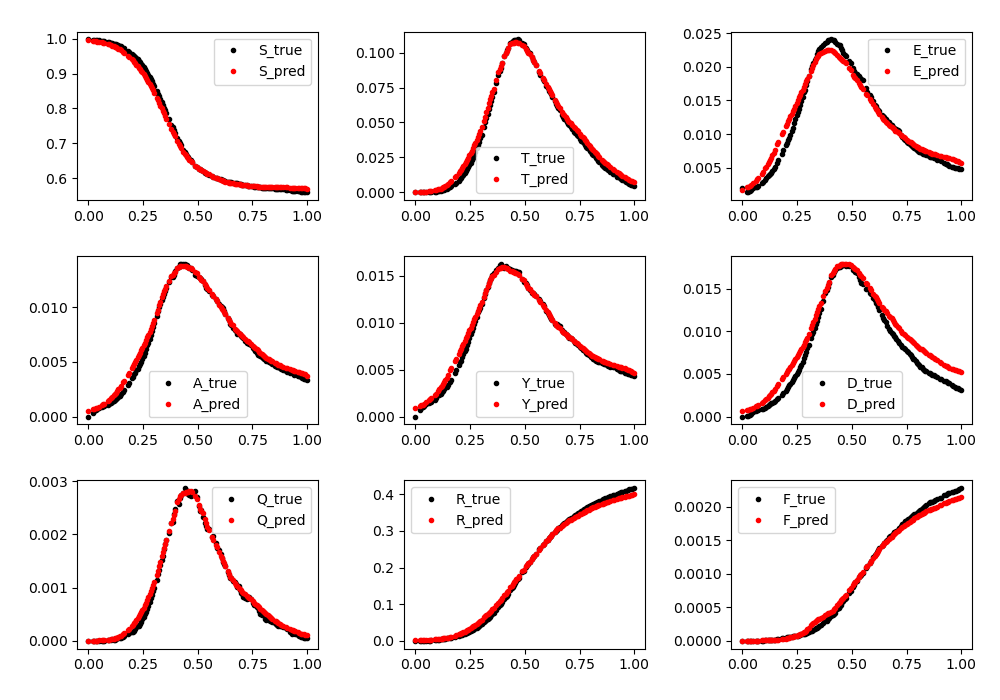 1.0
0.9
0.8
0.7
0.6
0.00 0.25 0.50 0.75 1.00
S_true
S_pred
0.100
0.075
0.050
0.025
0.000
0.00 0.25 0.50 0.75 1.00
T_true
T_pred
0.025
0.020
0.015
0.010
0.005
0.00 0.25 0.50 0.75 1.00
E_true
E_pred
0.010
0.005
0.000
0.00 0.25 0.50 0.75 1.00
A_true
A_pred
0.015
0.010
0.005
0.000
0.00 0.25 0.50 0.75 1.00
Y_true
Y_pred
0.015
0.010
0.005
0.000
0.00 0.25 0.50 0.75 1.00
D_true
D_pred
0.003
0.002
0.001
0.000
0.00 0.25 0.50 0.75 1.00
Q_true
Q_pred
0.4
0.3
0.2
0.1
0.0
0.00 0.25 0.50 0.75 1.00
R_true
R_pred
0.0020
0.0015
0.0010
0.0005
0.0000
0.00 0.25 0.50 0.75 1.00
F_true
F_pred